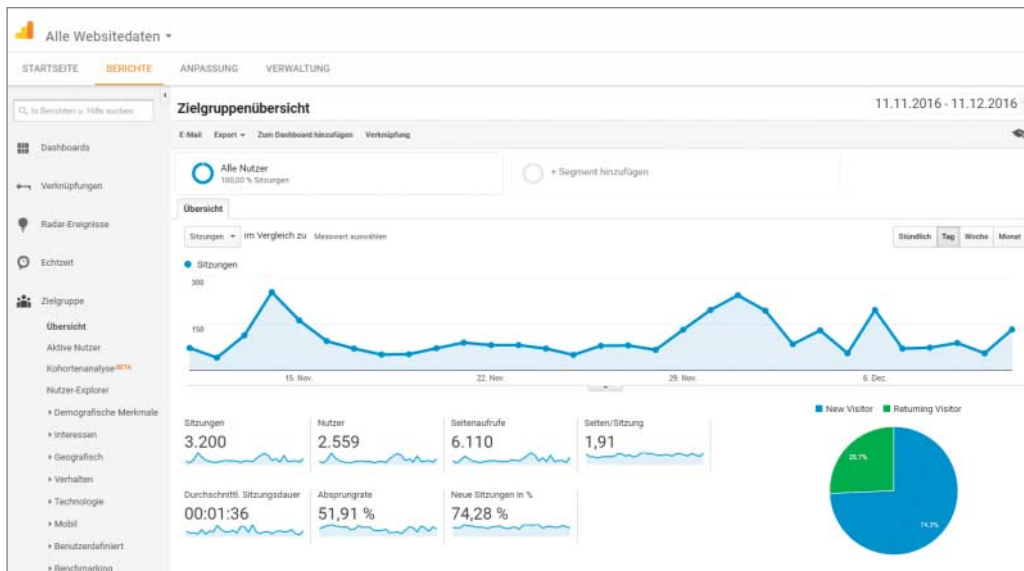 Alle Websitedaten
STARTSEITE BERICHTE ANPASSUNG VERWALTUNG
In Berichten u. Hilfe suchen
Zielgruppenübersicht
11.11.2016 - 11.12.2016
E-Mail Export Zum Dashboard hinzufügen Verknüpfung
Dashboards
Verknüpfungen
Radar-Ereignisse
Echtzeit
Zielgruppe
Übersicht
Aktive Nutzer
Kohortenanalyse BETA
Nutzer-Explorer
Demografische Merkmale
Interessen
Geografisch
Verhalten
Technologie
Mobil
Benutzerdefiniert
Benchmarking
Alle Nutzer
100,00 % Sitzungen
+ Segment hinzufügen
Übersicht
Sitzungen im Vergleich zu Messwert auswählen
Stündlich Tag Woche Monat
Sitzungen
300
150
15. Nov. 22. Nov. 29. Nov. 6. Dez.
New Visitor Returning Visitor
Sitzungen
3.200
Nutzer
2.559
Seitenaufrufe
6.110
Seiten/Sitzung
1,91
Durchschnittl. Sitzungsdauer
00:01:36
Absprungrate
51,91 %
Neue Sitzungen in %
74,28 %
25,7%
74,3%